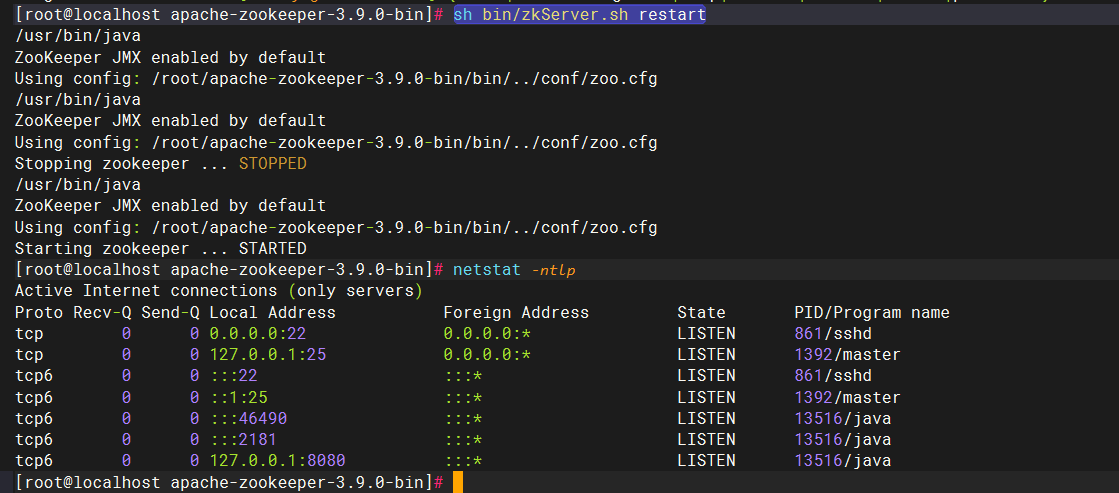 [root@localhost apache-zookeeper-3.9.0-bin]# sh bin/zkServer.sh restart
/usr/bin/java
ZooKeeper JMX enabled by default
Using config: /root/apache-zookeeper-3.9.0-bin/bin/../conf/zoo.cfg
/usr/bin/java
ZooKeeper JMX enabled by default
Using config: /root/apache-zookeeper-3.9.0-bin/bin/../conf/zoo.cfg
Stopping zookeeper ... STOPPED
/usr/bin/java
ZooKeeper JMX enabled by default
Using config: /root/apache-zookeeper-3.9.0-bin/bin/../conf/zoo.cfg
Starting zookeeper ... STARTED
[root@localhost apache-zookeeper-3.9.0-bin]# netstat -ntlp
Active Internet connections (only servers)
Proto Recv-Q Send-Q Local Address           Foreign Address         State       PID/Program name
tcp        0      0 0.0.0.0:22              0.0.0.0:*               LISTEN      861/sshd
tcp        0      0 127.0.0.1:25            0.0.0.0:*               LISTEN      1392/master
tcp6       0      0 :::22                   :::*                    LISTEN      861/sshd
tcp6       0      0 ::1:25                  :::*                    LISTEN      1392/master
tcp6       0      0 :::46490                :::*                    LISTEN      13516/java
tcp6       0      0 :::2181                 :::*                    LISTEN      13516/java
tcp6       0      0 127.0.0.1:8080          :::*                    LISTEN      13516/java
[root@localhost apache-zookeeper-3.9.0-bin]#